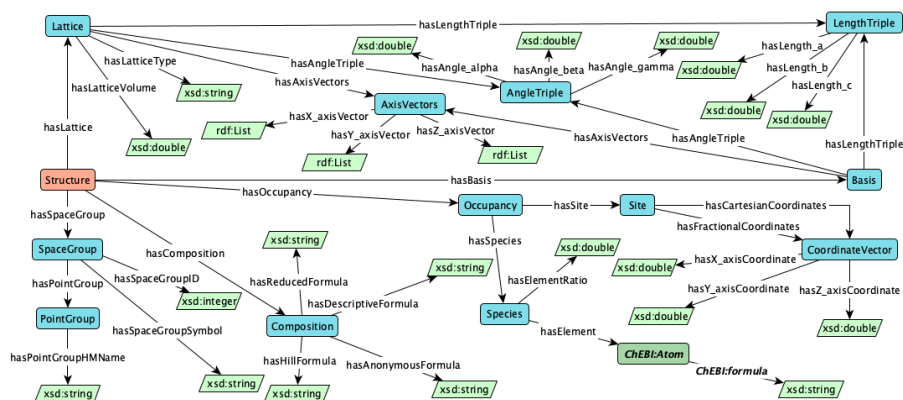 Lattice
hasLengthTriple
LengthTriple
xsd:double
xsd:double
xsd:double
hasLatticeType
hasAngleTriple
hasAngle_alpha
hasAngle_beta
hasAngle_gamma
hasLength_a
xsd:double
hasLength_b
hasLength_c
hasLatticeVolume
xsd:string
hasAxisVectors
AngleTriple
AxisVectors
xsd:double
xsd:double
hasLattice
hasX_axisVector
rdf:List
hasY_axisVector
hasZ_axisVector
hasAxisVectors
hasAngleTriple
hasLengthTriple
xsd:double
rdf:List
rdf:List
Structure
hasBasis
Basis
hasOccupancy
Occupancy
hasSite
Site
hasCartesianCoordinates
hasFractionalCoordinates
hasSpaceGroup
hasComposition
hasSpecies
SpaceGroup
xsd:string
xsd:double
CoordinateVector
hasSpaceGroupID
hasReducedFormula
xsd:string
hasElementRatio
xsd:double
hasX_axisCoordinate
hasPointGroup
hasY_axisCoordinate
hasZ_axisCoordinate
xsd:integer
hasDescriptiveFormula
PointGroup
hasSpaceGroupSymbol
Composition
Species
xsd:double
xsd:double
hasElement
hasPointGroupHMName
hasHillFormula
hasAnonymousFormula
ChEBI:Atom
ChEBI:formula
xsd:string
xsd:string
xsd:string
xsd:string
xsd:string